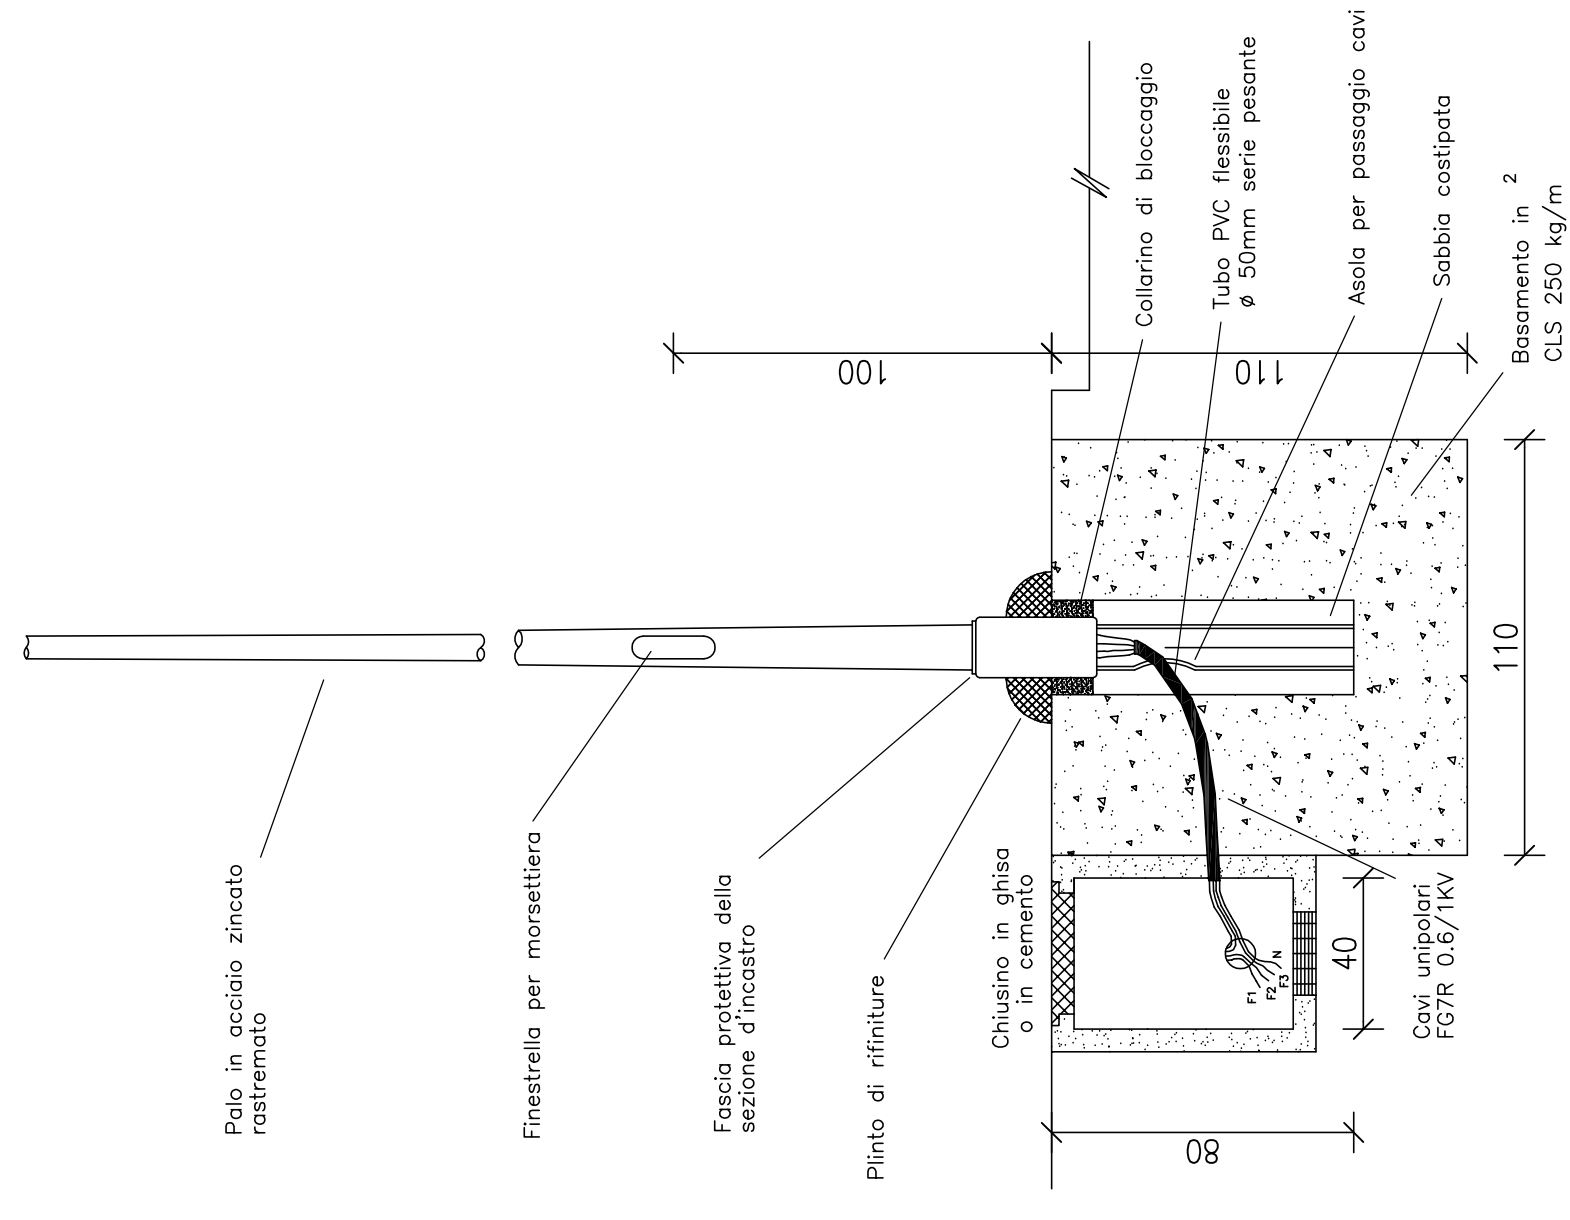 Palo in acciaio zincato
rastremato
Finestrella per morsettiera
Fascia protettiva della
sezione d'incastro
Plinto di rifiniture
Chiusino in ghisa
o in cemento
Collarino di bloccaggio
Tubo PVC flessibile
ø 50mm serie pesante
Asola per passaggio cavi
Sabbia costipata
Basamento in 2
CLS 250 kg/m
Cavi unipolari
FG7R 0.6/1KV
100
110
110
40
80
F1
F2
F3
N